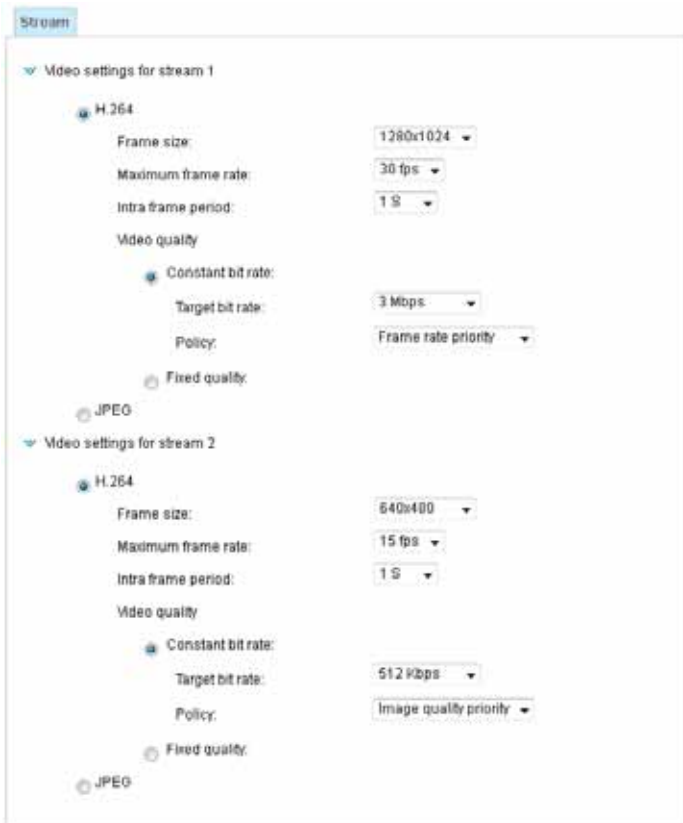 Stream
Video settings for stream 1
H.264
Frame size: 1280x1024
Maximum frame rate: 30 fps
Intra frame period: 1 S
Video quality
Constant bit rate:
Target bit rate: 3 Mbps
Policy: Frame rate priority
Fixed quality:
JPEG
Video settings for stream 2
H.264
Frame size: 640x400
Maximum frame rate: 15 fps
Intra frame period: 1 S
Video quality
Constant bit rate:
Target bit rate: 512 Kbps
Policy: Image quality priority
Fixed quality:
JPEG